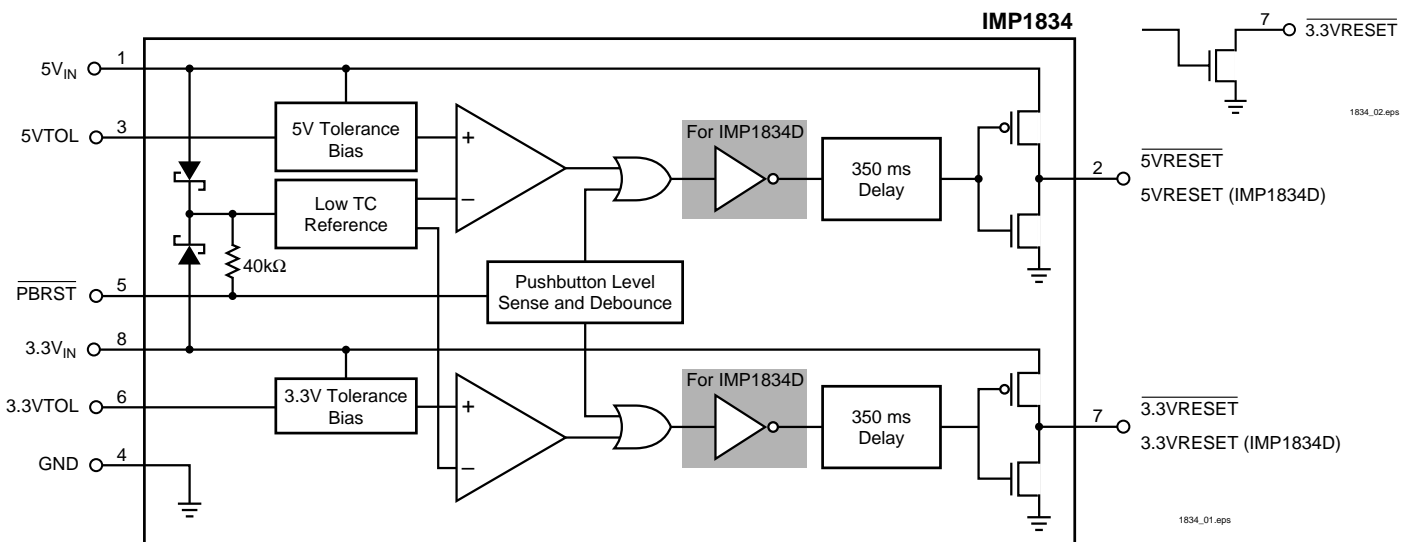 IMP1834
7
3.3VRESET
1834_02.eps
5VIN
1
5VTOL
3
5V Tolerance
Bias
+
−
For IMP1834D
350 ms
Delay
2
5VRESET
5VRESET (IMP1834D)
Low TC
Reference
40kΩ
PBRST
5
Pushbutton Level
Sense and Debounce
3.3VIN
8
3.3VTOL
6
3.3V Tolerance
Bias
+
−
For IMP1834D
350 ms
Delay
7
3.3VRESET
3.3VRESET (IMP1834D)
GND
4
1834_01.eps